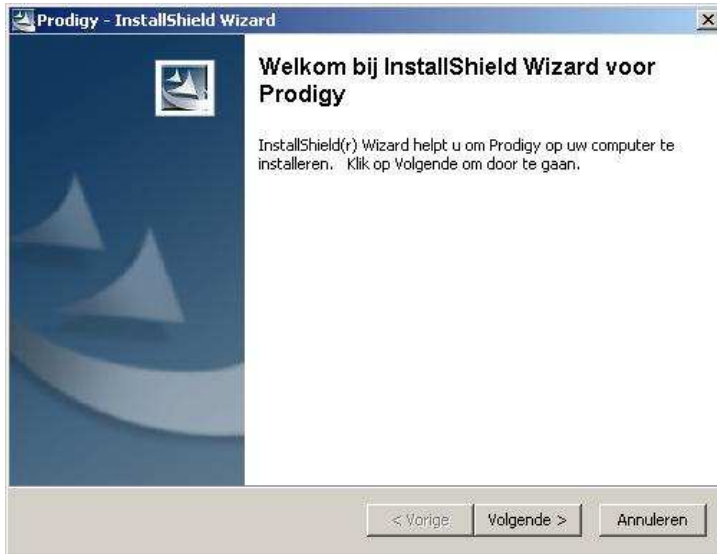 Prodigy - InstallShield Wizard
Welkom bij InstallShield Wizard voor
Prodigy
InstallShield(r) Wizard helpt u om Prodigy op uw computer te
installeren. Klik op Volgende om door te gaan.
< Vorige
Volgende >
Annuleren